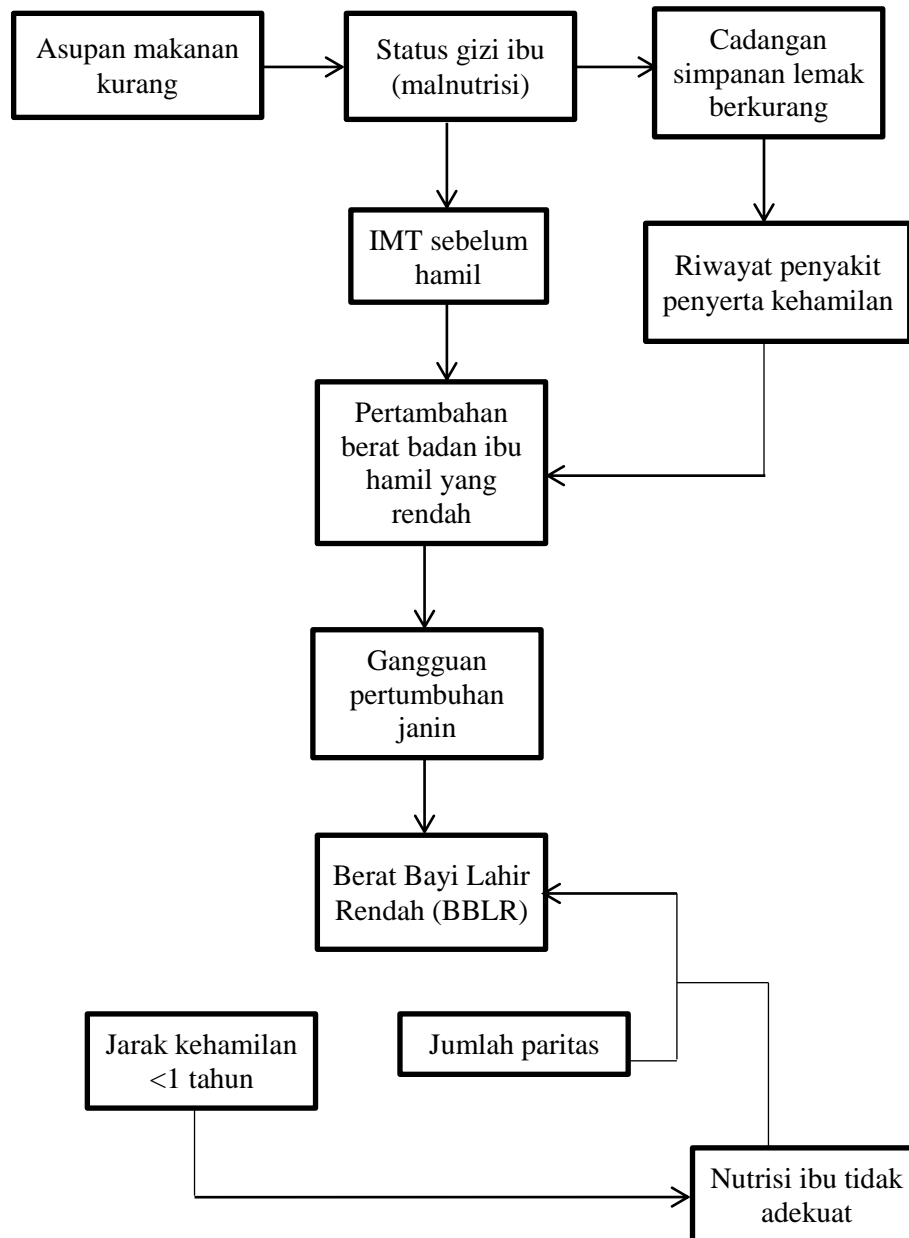 Asupan makanan
kurang
Status gizi ibu
(malnutrisi)
Cadangan
simpanan lemak
berkurang
IMT sebelum
hamil
Riwayat penyakit
penyerta kehamilan
Pertambahan
berat badan ibu
hamil yang
rendah
Gangguan
pertumbuhan
janin
Berat Bayi Lahir
Rendah (BBLR)
Jarak kehamilan
<1 tahun
Jumlah paritas
Nutrisi ibu tidak
adekuat